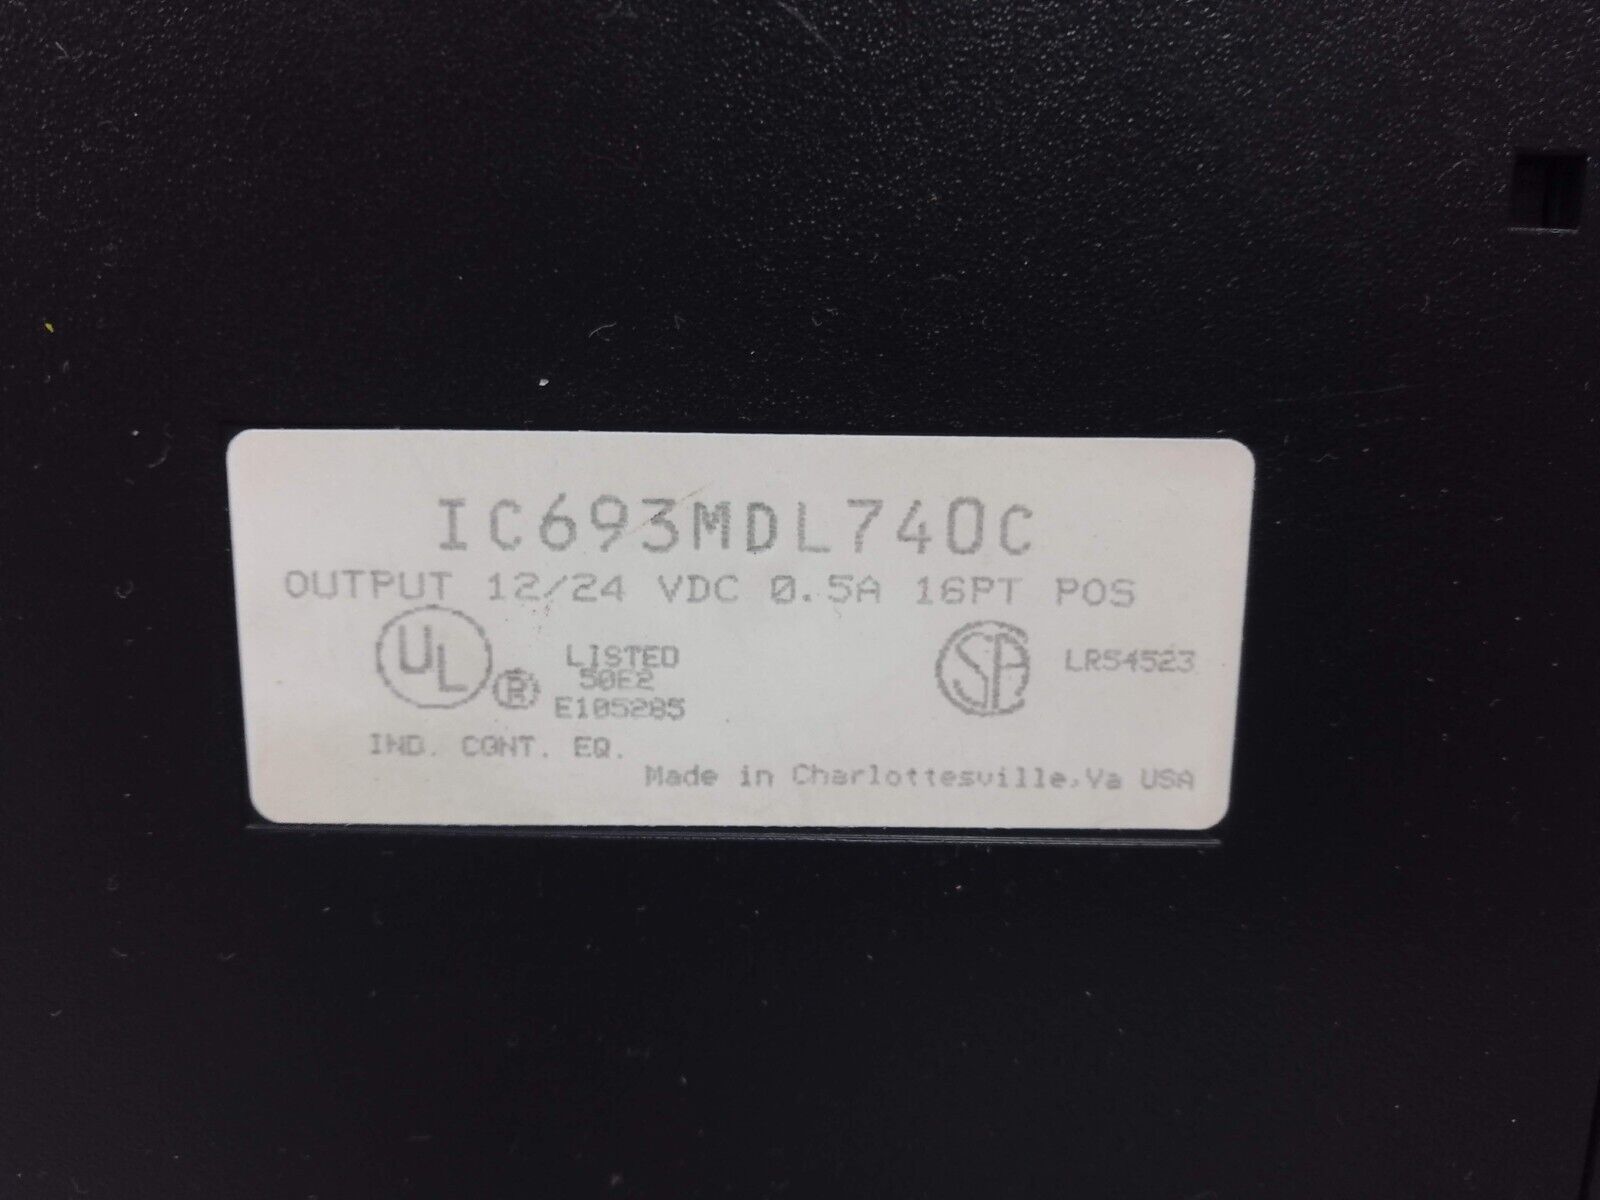 IC693MDL740C
OUTPUT 12/24 VDC 0.5A 16PT POS
UL ® LISTED
50E2
E105285
SA LR54523
IND. CONT. EQ.
Made in Charlottesville, Va USA